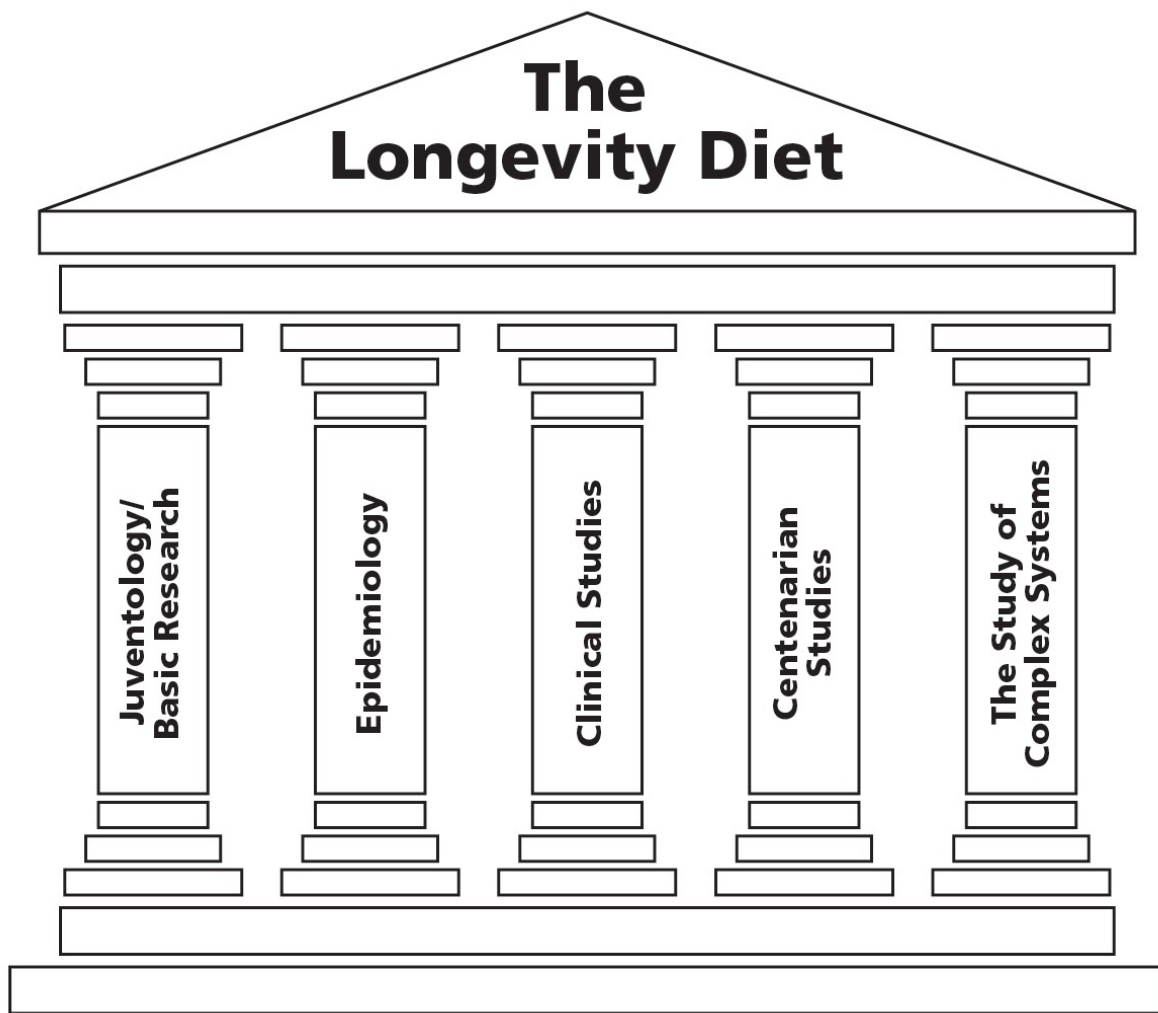 The
Longevity Diet
Juventology/
Basic Research
Epidemiology
Clinical Studies
Centenarian
Studies
The Study of
Complex Systems